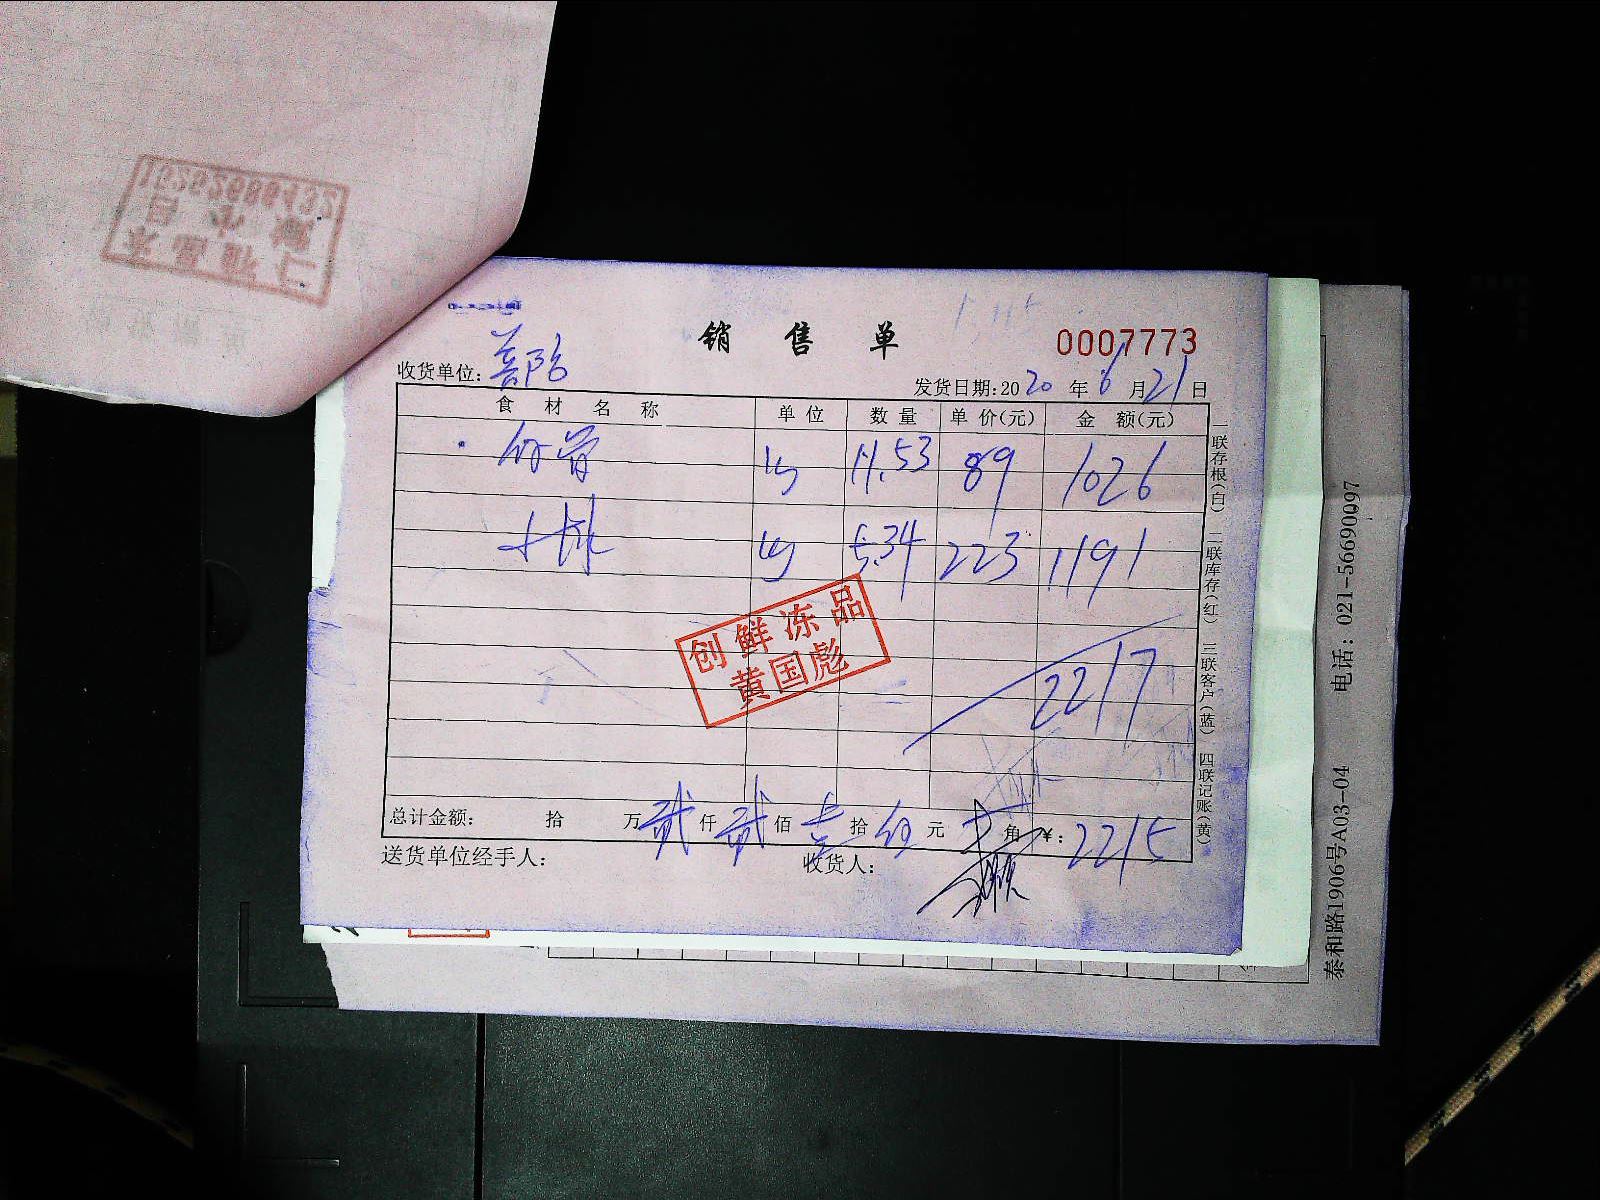 销售单
0007773
收货单位: 普陀
发货日期:2020年6月21日
食材名称 单位 数量 单价(元) 金额(元)
11.53 89 1026
5.34 223 1191
创鲜冻品
黄国彪
2217
总计金额: 拾 万 贰 仟 贰 佰 壹 拾 伍 元 角 ¥: 2215
送货单位经手人: 收货人:
一联存根(白) 二联库存(红) 三联客户(蓝) 四联记账(黄)
泰和路1906号A03-04 电话: 021-56690097